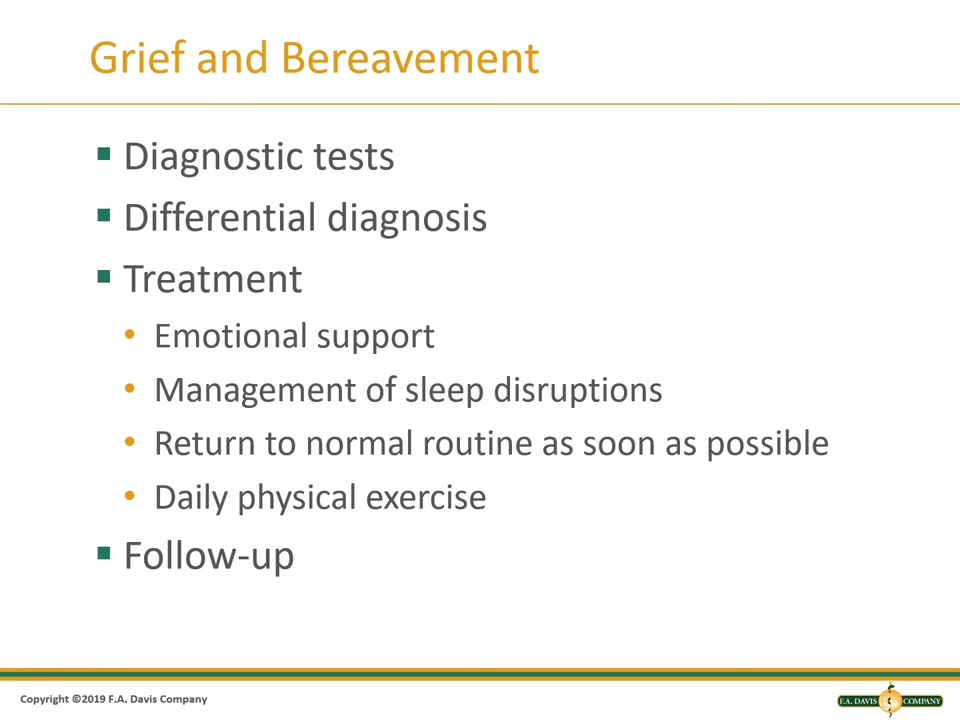 Grief and Bereavement
Diagnostic tests
Differential diagnosis
Treatment
Emotional support
Management of sleep disruptions
Return to normal routine as soon as possible
Daily physical exercise
Follow-up
Copyright ©2019 F.A. Davis Company
F.A. DAVIS COMPANY